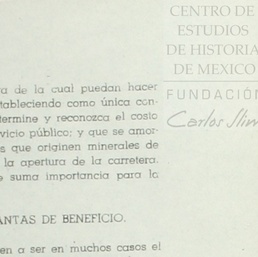 CENTRO DE
ESTUDIOS
DE HISTORIA
DE MEXICO
FUNDACIÓN
Carlos Slim
a de la cual puedan hacer
tableciendo como única con-
termine y reconozca el costo
vicio público; y que se amor-
s que originen minerales de
la apertura de la carretera.
e suma importancia para la
ANTAS DE BENEFICIO.
en a ser en muchos casos el